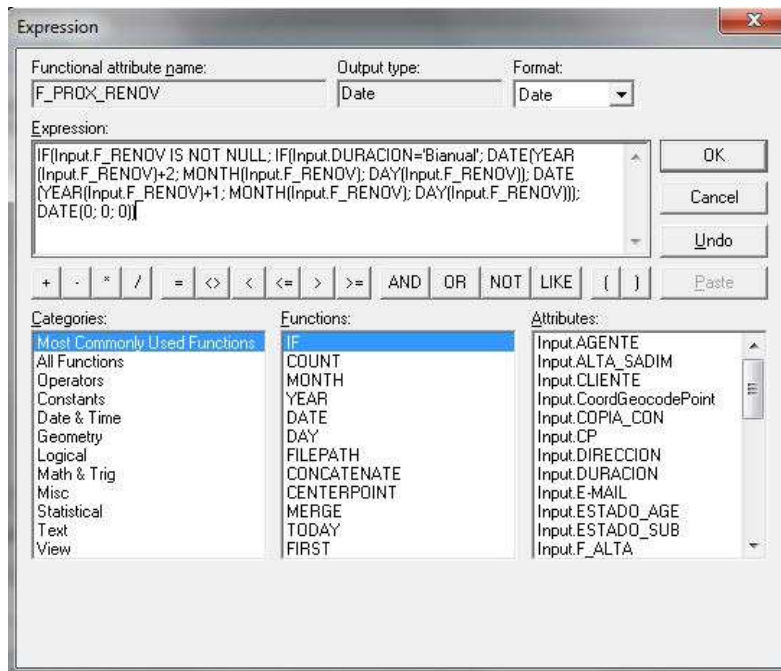 Expression
Functional attribute name: Output type: Format:
F_PROX_RENOV Date Date
Expression:
IF(Input.F_RENOV IS NOT NULL; IF(Input.DURACION='Bianual'; DATE(YEAR
(Input.F_RENOV)+2; MONTH(Input.F_RENOV); DAY(Input.F_RENOV)); DATE
(YEAR(Input.F_RENOV)+1; MONTH(Input.F_RENOV); DAY(Input.F_RENOV)));
DATE(0; 0; 0))
OK
Cancel
Undo
+ - * / = <> < <= > >= AND OR NOT LIKE ( ) Paste
Categories: Functions: Attributes:
Most Commonly Used Functions IF Input.AGENTE
All Functions COUNT Input.ALTA_SADIM
Operators MONTH Input.CLIENTE
Constants YEAR Input.CoordGeocodePoint
Date & Time DATE Input.COPIA_CON
Geometry DAY Input.CP
Logical FILEPATH Input.DIRECCION
Math & Trig CONCATENATE Input.DURACION
Misc CENTERPOINT Input.E-MAIL
Statistical MERGE Input.ESTADO_AGE
Text TODAY Input.ESTADO_SUB
View FIRST Input.F_ALTA